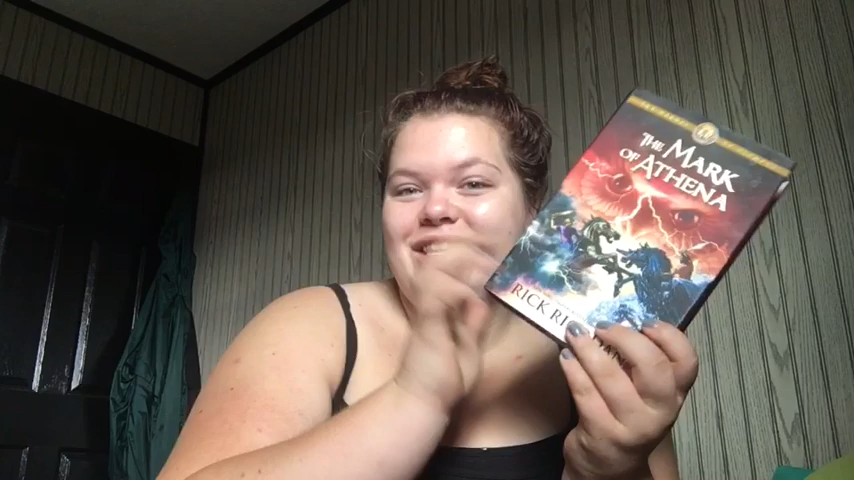 THE MARK
OF ATHENA
RICK RIORDAN